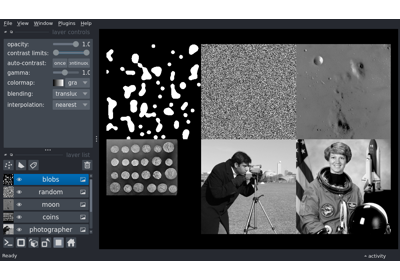 File View Window Plugins Help
layer controls
opacity: 1.0
contrast limits:
auto-contrast: once
gamma: 1.0
colormap: gra
blending: translu
interpolation: nearest
layer list
blobs
random
moon
coins
photographer
Ready
activity